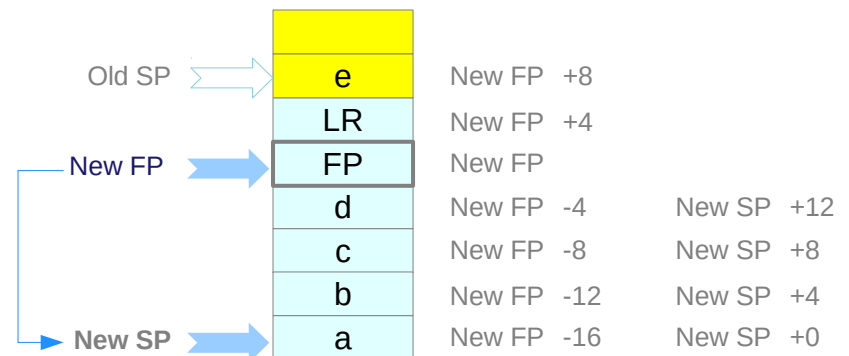 Old SP e New FP +8
LR New FP +4
New FP FP New FP
d New FP -4 New SP +12
c New FP -8 New SP +8
b New FP -12 New SP +4
New SP a New FP -16 New SP +0